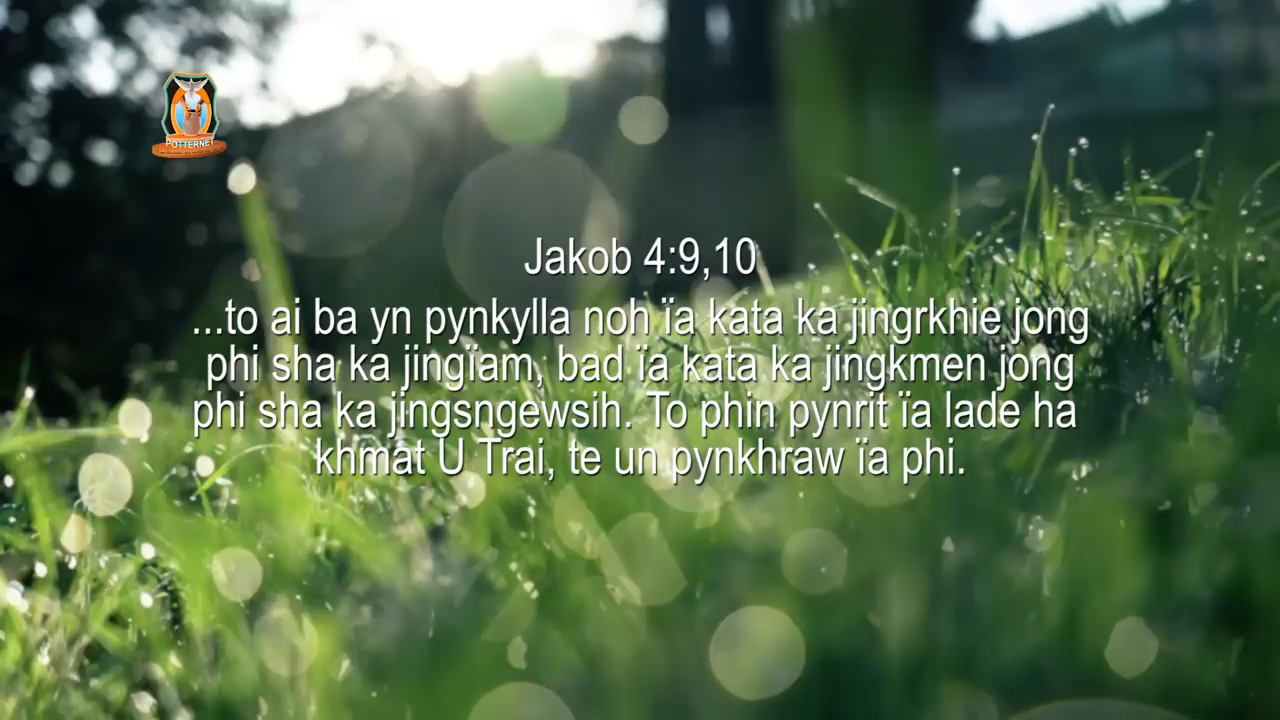 POTTERNET
Jakob 4:9,10
...to ai ba yn pynkylla noh ïa kata ka jingrkhie jong
phi sha ka jingïam, bad ïa kata ka jingkmen jong
phi sha ka jingsngewsih. To phin pynrit ïa lade ha
khmat U Trai, te un pynkhraw ïa phi.